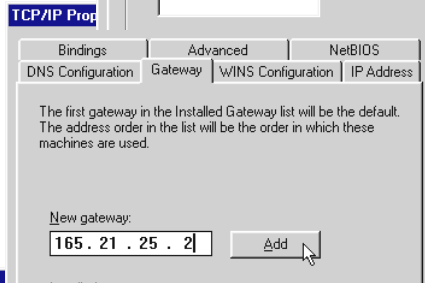 TCP/IP Prop
Bindings Advanced NetBIOS
DNS Configuration Gateway WINS Configuration IP Address
The first gateway in the Installed Gateway list will be the default.
The address order in the list will be the order in which these
machines are used.
New gateway:
165 . 21 . 25 . 2
Add